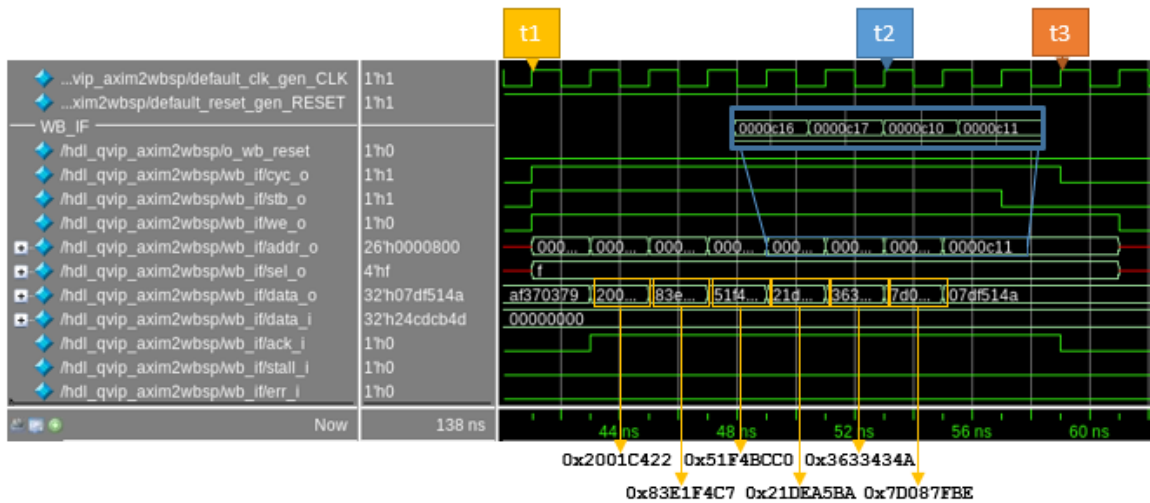 t1 t2 t3
...vip_axim2wbsp/default_clk_gen_CLK 1'h1
...xim2wbsp/default_reset_gen_RESET 1'h1
WB_IF 0000c16 0000c17 0000c10 0000c11
/hdl_qvip_axim2wbsp/o_wb_reset 1'h0
/hdl_qvip_axim2wbsp/wb_if/cyc_o 1'h1
/hdl_qvip_axim2wbsp/wb_if/stb_o 1'h1
/hdl_qvip_axim2wbsp/wb_if/we_o 1'h0
/hdl_qvip_axim2wbsp/wb_if/addr_o 26'h0000800 000... 000... 000... 000... 000... 000... 000... 0000c11
/hdl_qvip_axim2wbsp/wb_if/sel_o 4'hf f
/hdl_qvip_axim2wbsp/wb_if/data_o 32'h07df514a af370379 200... 83e... 51f4... 21d... 363... 7d0... 07df514a
/hdl_qvip_axim2wbsp/wb_if/data_i 32'h24cdcb4d 00000000
/hdl_qvip_axim2wbsp/wb_if/ack_i 1'h0
/hdl_qvip_axim2wbsp/wb_if/stall_i 1'h0
/hdl_qvip_axim2wbsp/wb_if/err_i 1'h0
Now 138 ns 44 ns 48 ns 52 ns 56 ns 60 ns
0x2001C422 0x51F4BCC0 0x3633434A
0x83E1F4C7 0x21DEA5BA 0x7D087FBE